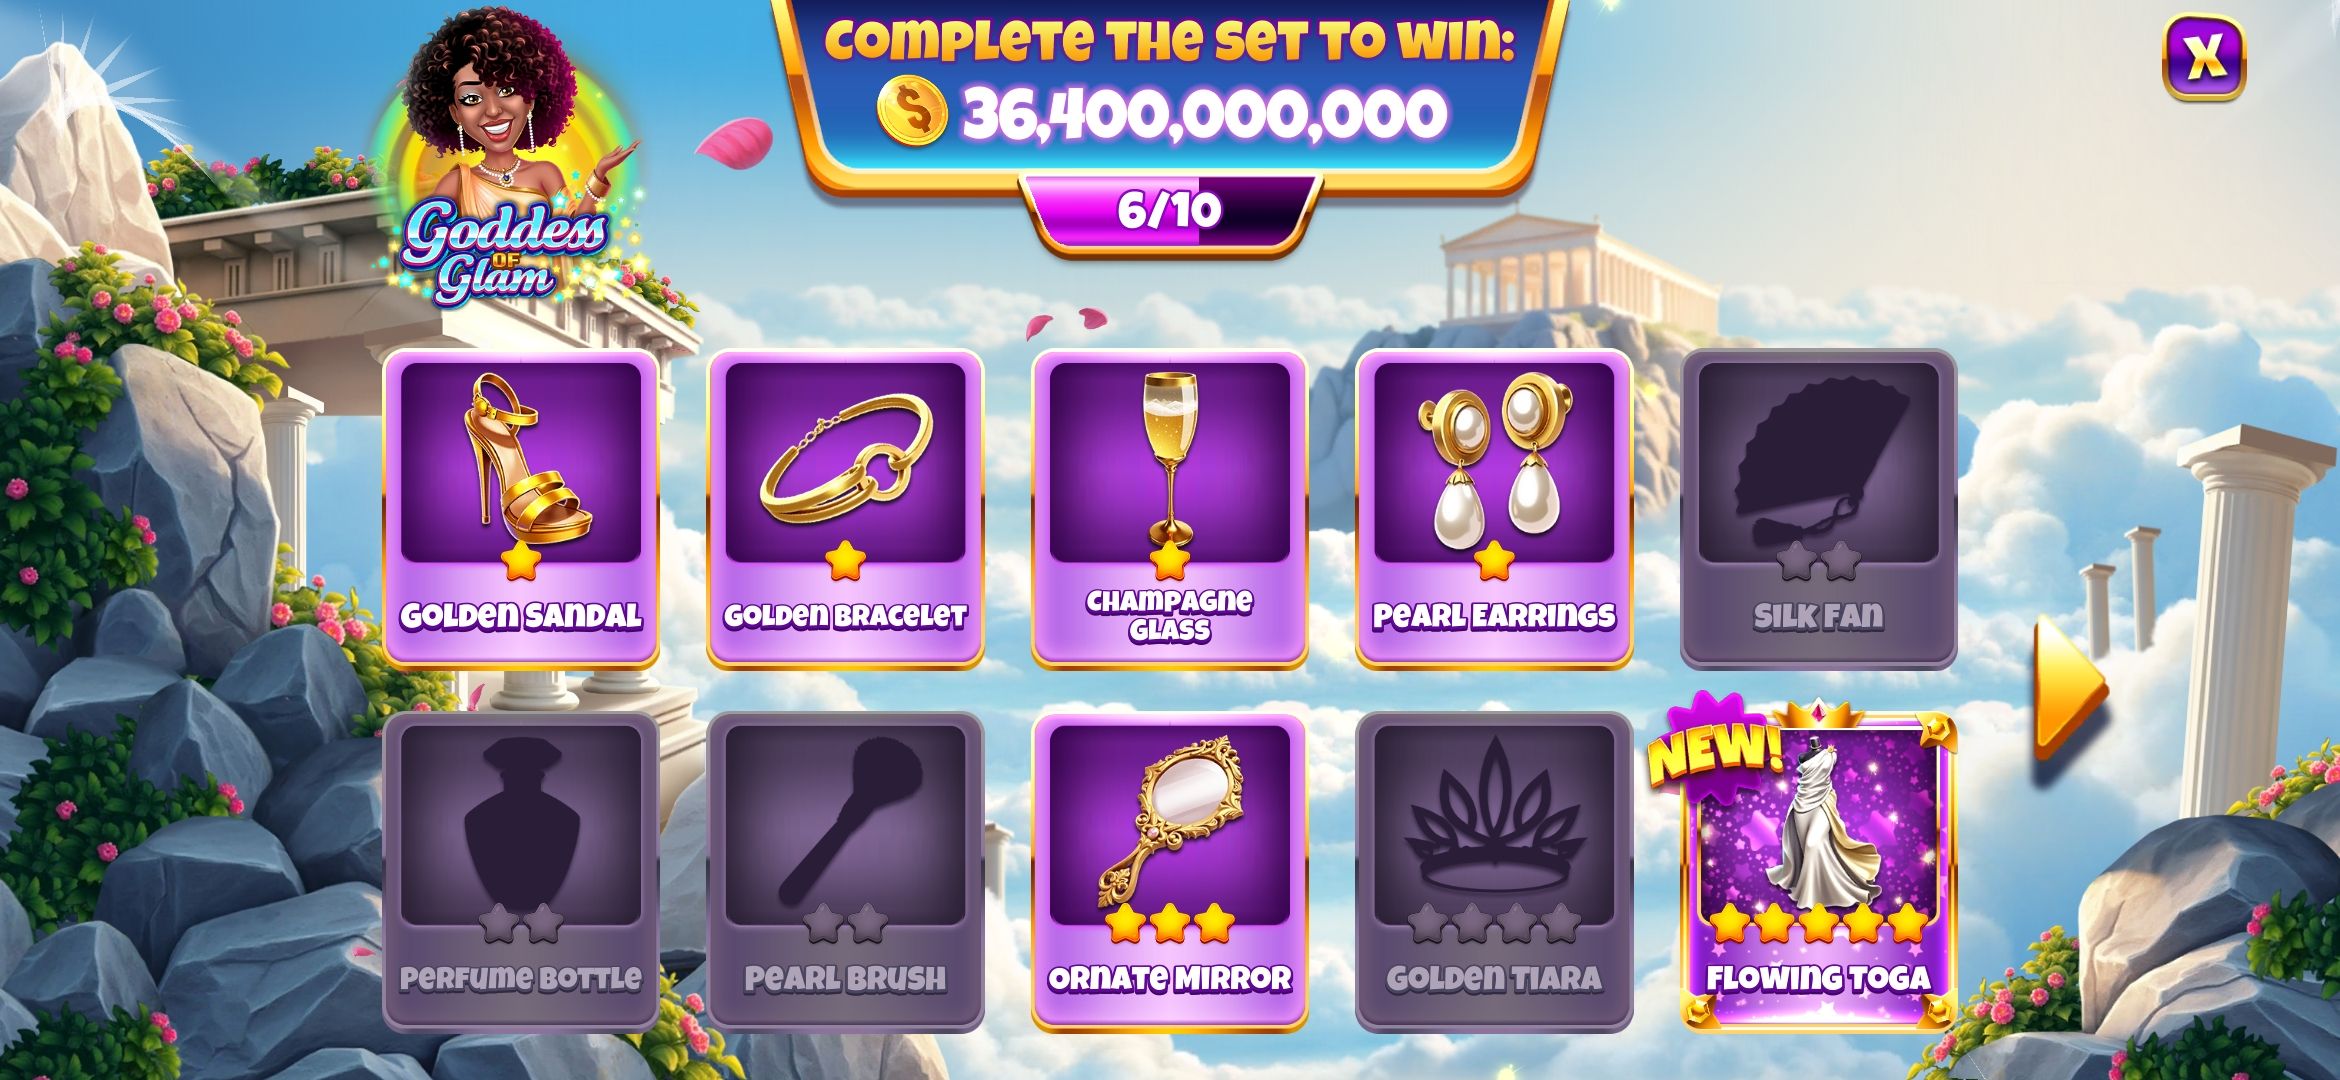 COMPLETE THE SET TO WIN:
36,400,000,000
X
6/10
Goddess
OF
Glam
GOLDEN SANDAL
GOLDEN BRACELET
CHAMPAGNE
GLASS
PEARL EARRINGS
SILK FAN
NEW!
PERFUME BOTTLE
PEARL BRUSH
ORNATE MIRROR
GOLDEN TIARA
FLOWING TOGA